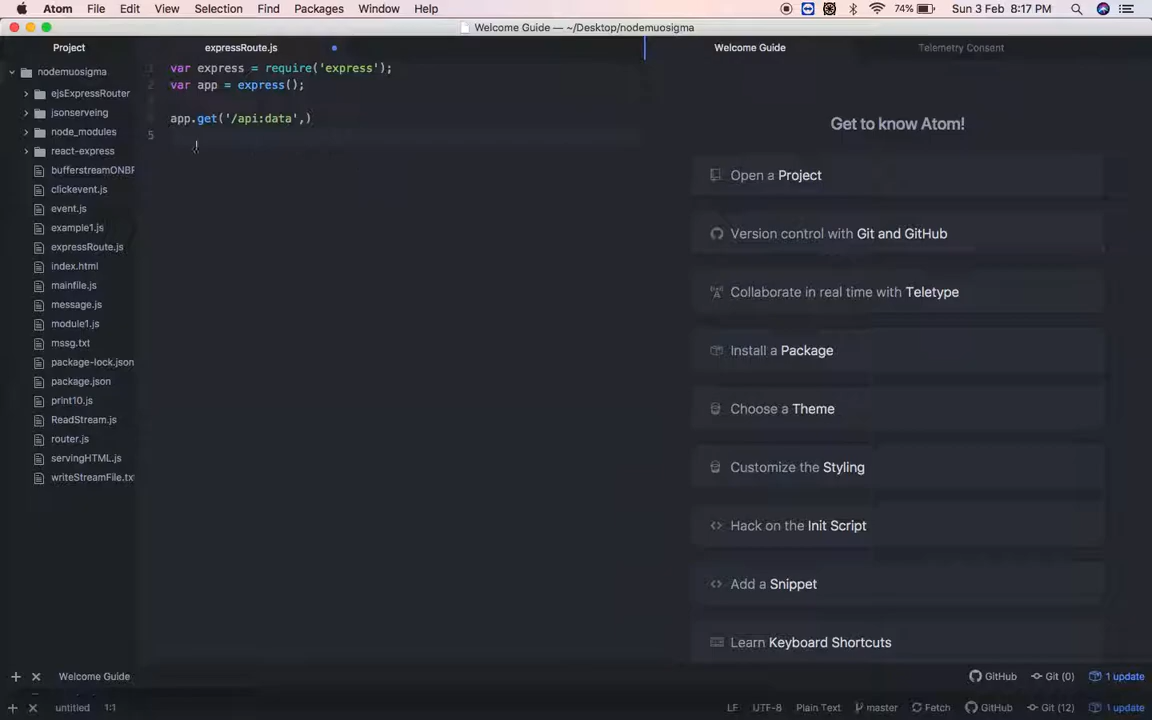 Atom File Edit View Selection Find Packages Window Help 74% Sun 3 Feb 8:17 PM
Welcome Guide — ~/Desktop/nodemuosigma
Project expressRoute.js Welcome Guide Telemetry Consent
nodemuosigma
ejsExpressRouter
jsonserveing
node_modules
react-express
bufferstreamONBR
clickevent.js
event.js
example1.js
expressRoute.js
index.html
mainfile.js
message.js
module1.js
mssg.txt
package-lock.json
package.json
print10.js
ReadStream.js
router.js
servingHTML.js
writeStreamFile.txt
1 var express = require('express');
2 var app = express();
app.get('/api:data',)
5
Get to know Atom!
Open a Project
Version control with Git and GitHub
Collaborate in real time with Teletype
Install a Package
Choose a Theme
Customize the Styling
Hack on the Init Script
Add a Snippet
Learn Keyboard Shortcuts
Welcome Guide GitHub Git (0) 1 update
untitled 1:1 LF UTF-8 Plain Text master Fetch GitHub Git (12) 1 update